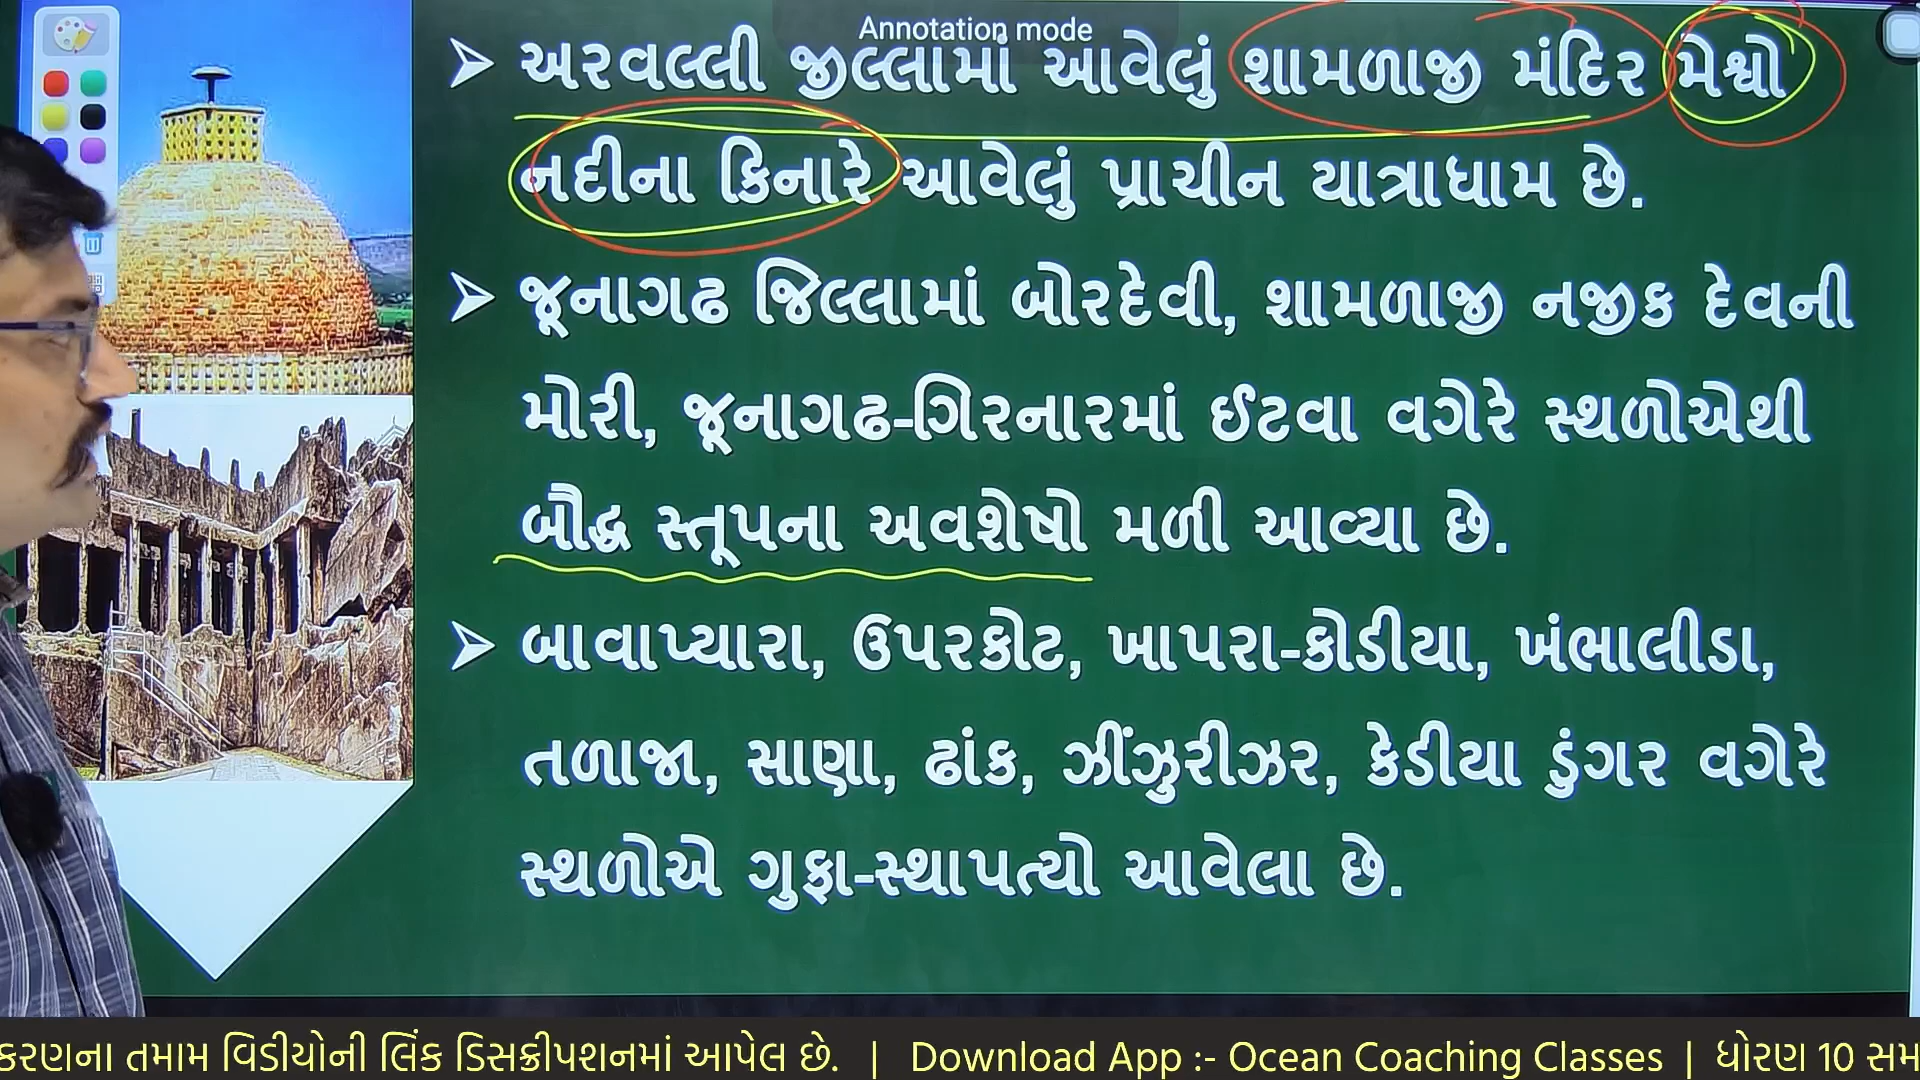 Annotation mode
➢ અરવલ્લી જીલ્લામાં આવેલું શામળાજી મંદિર મેશ્વો
નદીના કિનારે આવેલું પ્રાચીન યાત્રાધામ છે.
➢ જૂનાગઢ જિલ્લામાં બોરદેવી, શામળાજી નજીક દેવની
મોરી, જૂનાગઢ-ગિરનારમાં ઈટવા વગેરે સ્થળોએથી
બૌદ્ધ સ્તૂપના અવશેષો મળી આવ્યા છે.
➢ બાવાપ્યારા, ઉપરકોટ, ખાપરા-કોડીયા, ખંભાલીડા,
તળાજા, સાણા, ઢાંક, ઝીંઝુરીઝર, કેડીયા ડુંગર વગેરે
સ્થળોએ ગુફા-સ્થાપત્યો આવેલા છે.
કરણના તમામ વિડીયોની લિંક ડિસક્રીપશનમાં આપેલ છે. | Download App :- Ocean Coaching Classes | ધોરણ 10 સમ